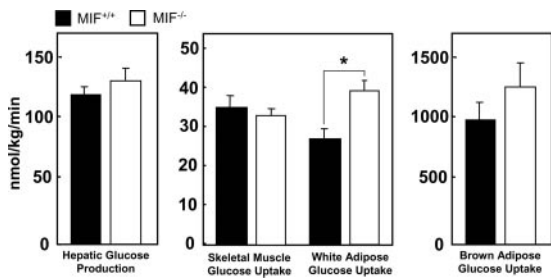 MIF+/+ MIF-/-
nmol/kg/min
150
100
50
0
Hepatic Glucose
Production
50
40
30
20
10
0
*
Skeletal Muscle
Glucose Uptake
White Adipose
Glucose Uptake
1500
1000
500
0
Brown Adipose
Glucose Uptake